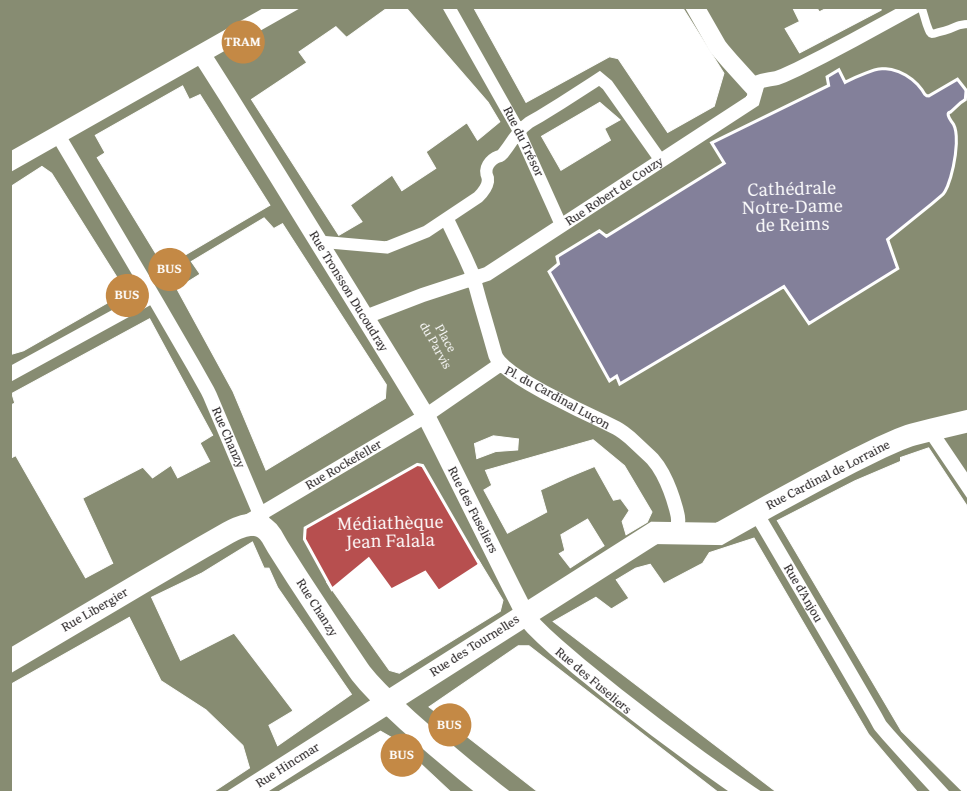 TRAM
Rue du Trésor
Rue Robert de Couzy
Cathédrale
Notre-Dame
de Reims
BUS
BUS
Rue Tronsson Ducoudray
Place
du Parvis
Pl. du Cardinal Luçon
Rue Chanzy
Rue Rockefeller
Rue des Fuseliers
Rue Cardinal de Lorraine
Médiathèque
Jean Falala
Rue Libergier
Rue Chanzy
Rue d'Anjou
Rue des Tournelles
Rue des Fuseliers
BUS
BUS
Rue Hincmar